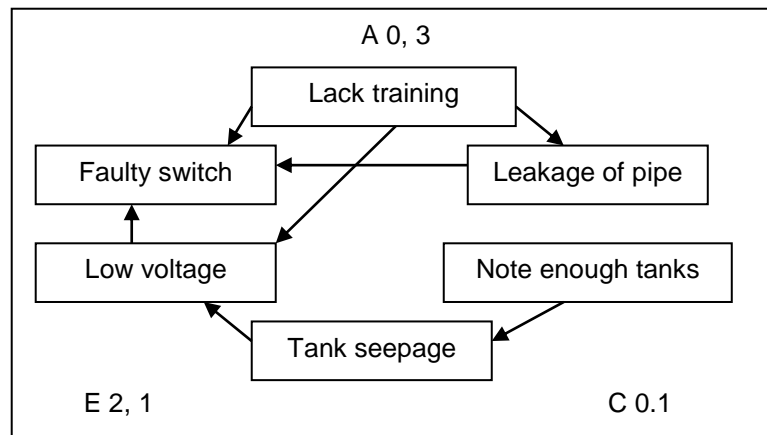 A 0, 3
Lack training
Faulty switch
Leakage of pipe
Low voltage
Note enough tanks
Tank seepage
E 2, 1
C 0.1